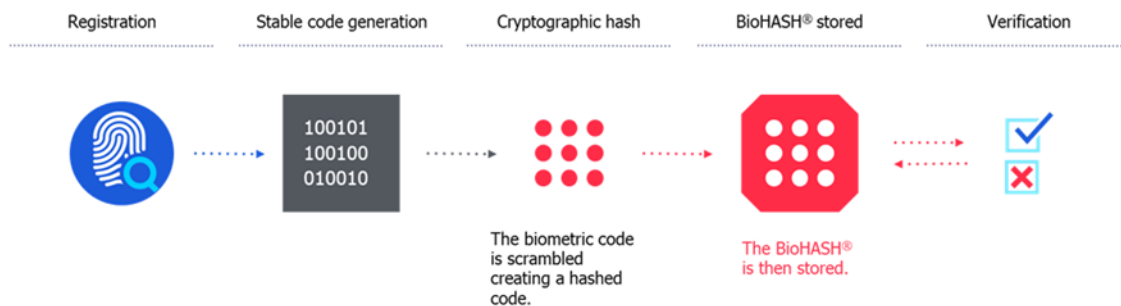 Registration
Stable code generation
Cryptographic hash
BioHASH® stored
Verification
100101
100100
010010
The biometric code
is scrambled
creating a hashed
code.
The BioHASH®
is then stored.